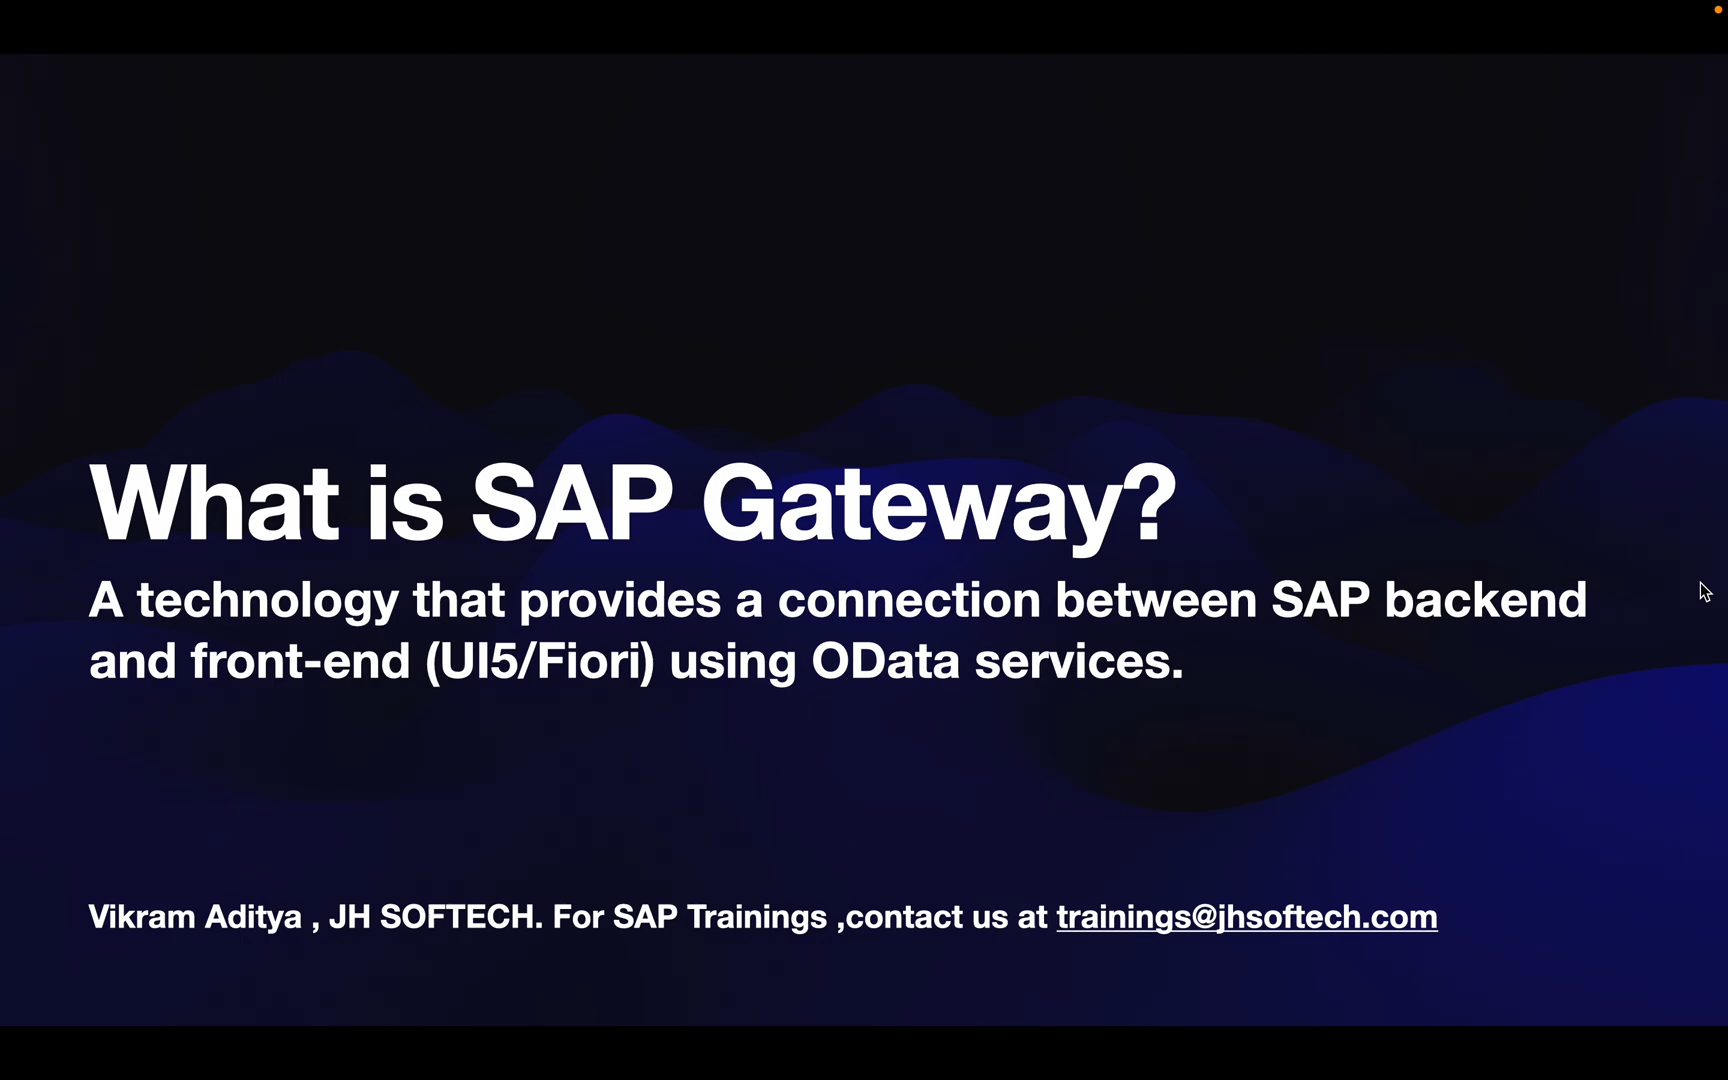 What is SAP Gateway?
A technology that provides a connection between SAP backend
and front-end (UI5/Fiori) using OData services.
Vikram Aditya , JH SOFTECH. For SAP Trainings ,contact us at trainings@jhsoftech.com